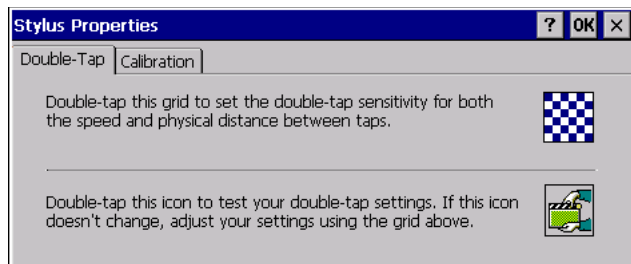 Stylus Properties ? OK ×
Double-Tap Calibration
Double-tap this grid to set the double-tap sensitivity for both
the speed and physical distance between taps.
Double-tap this icon to test your double-tap settings. If this icon
doesn't change, adjust your settings using the grid above.